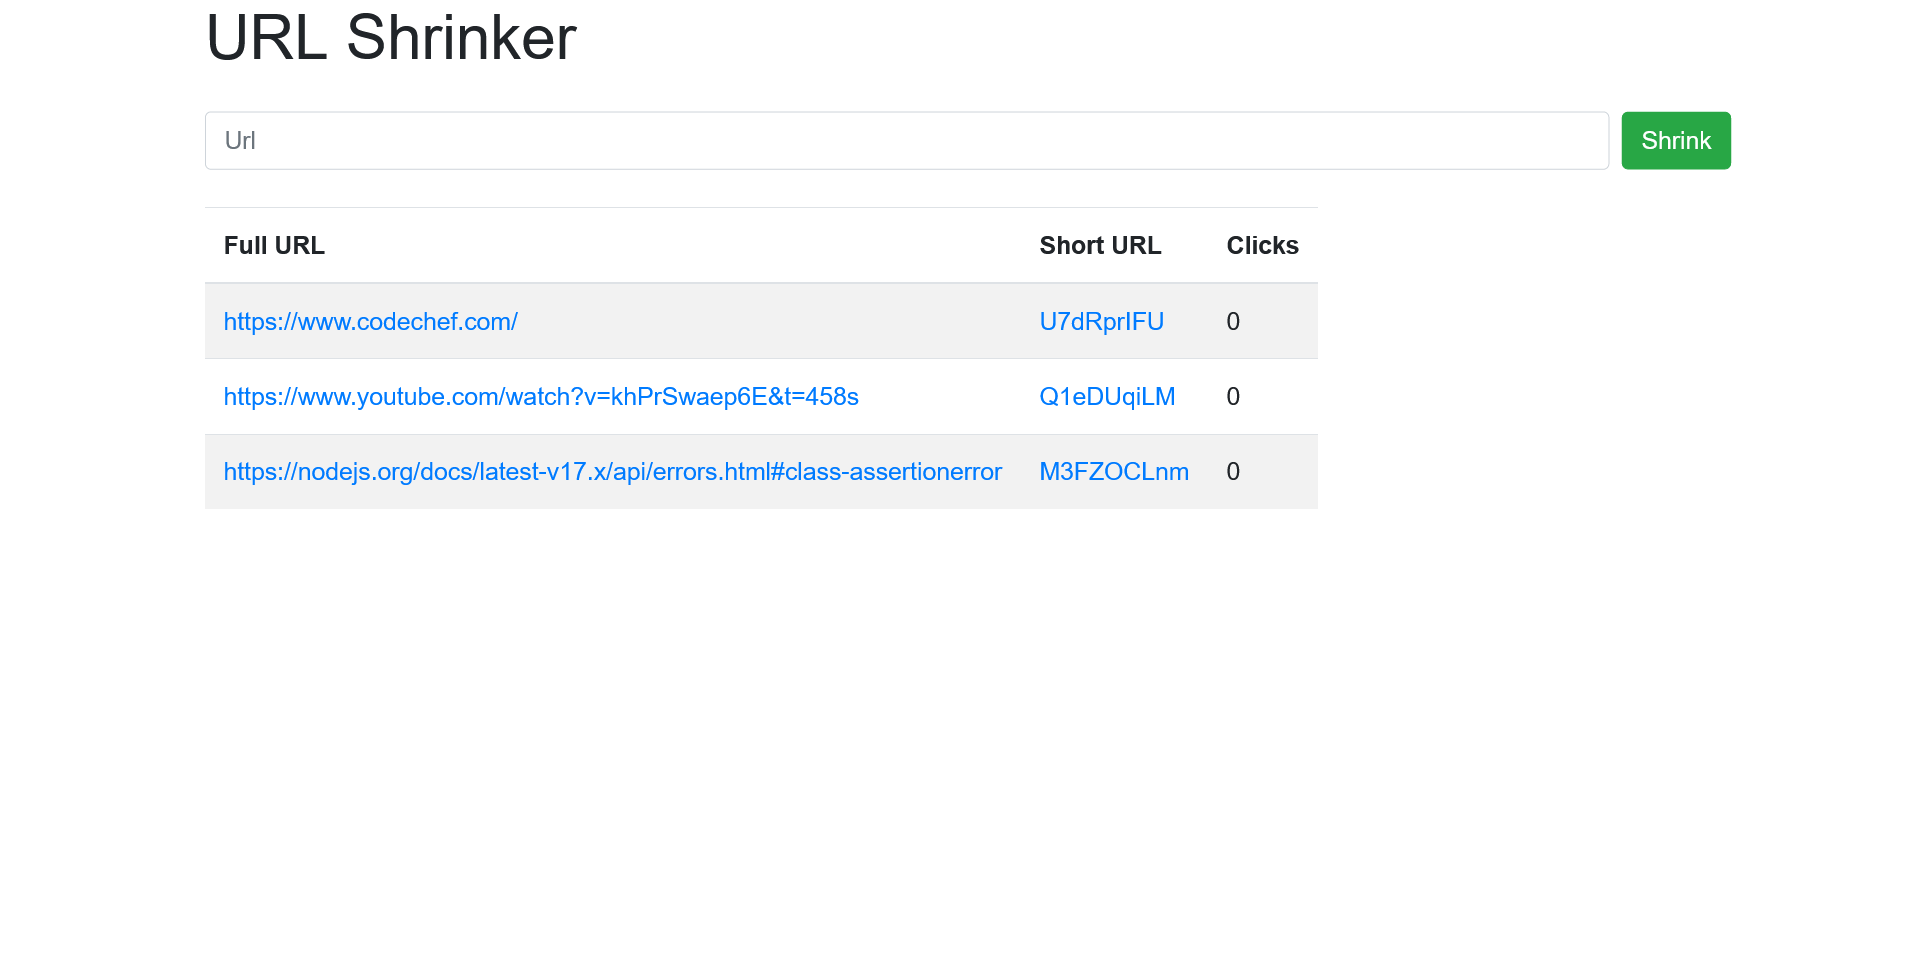 URL Shrinker
Url Shrink
Full URL Short URL Clicks
https://www.codechef.com/ U7dRprIFU 0
https://www.youtube.com/watch?v=khPrSwaep6E&t=458s Q1eDUqiLM 0
https://nodejs.org/docs/latest-v17.x/api/errors.html#class-assertionerror M3FZOCLnm 0